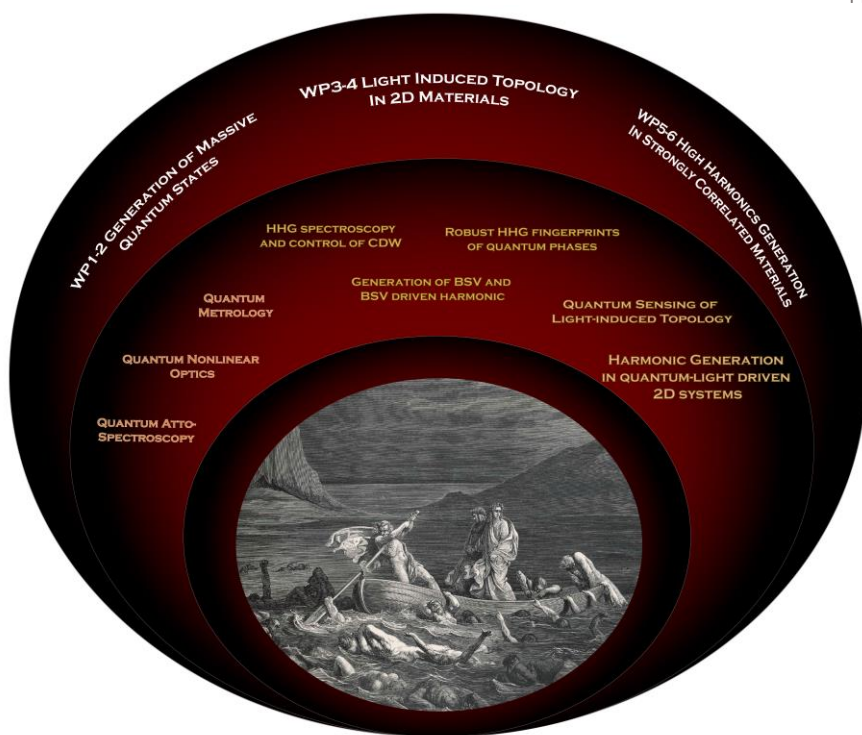 WP1-2 Generation of Massive
Quantum States
WP3-4 Light Induced Topology
In 2D Materials
WP5-6 High Harmonics Generation
In Strongly Correlated Materials
HHG spectroscopy
and control of CDW
Robust HHG fingerprints
of quantum phases
Generation of BSV and
BSV driven harmonic
Quantum
Metrology
Quantum Sensing of
Light-induced Topology
Quantum Nonlinear
Optics
Harmonic Generation
in quantum-light driven
2D systems
Quantum Atto-
Spectroscopy